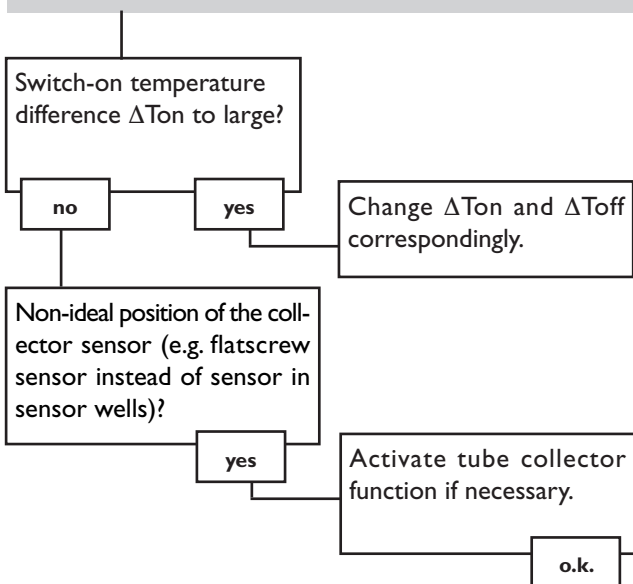 Switch-on temperature
difference ΔTon to large?
no
yes
Change ΔTon and ΔToff
correspondingly.
Non-ideal position of the coll-
ector sensor (e.g. flatscrew
sensor instead of sensor in
sensor wells)?
yes
Activate tube collector
function if necessary.
o.k.